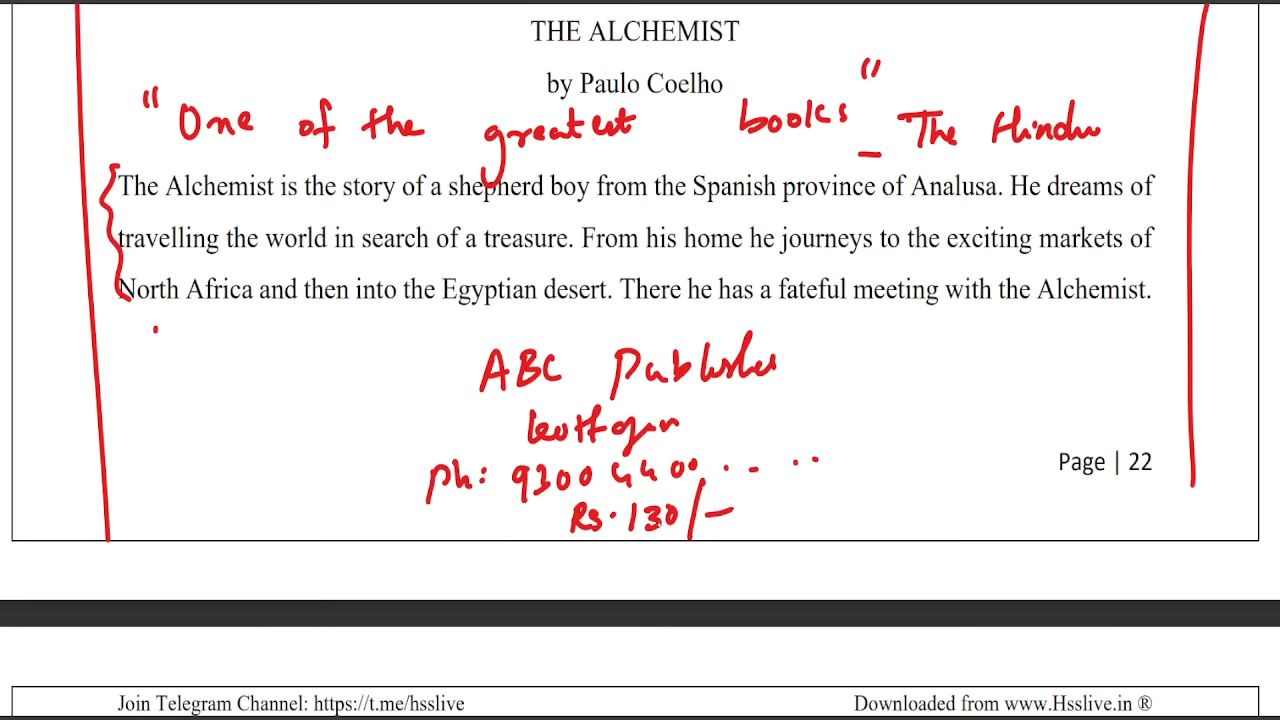 THE ALCHEMIST
by Paulo Coelho
"One of the greatest books" - The Hindu
The Alchemist is the story of a shepherd boy from the Spanish province of Analusa. He dreams of
travelling the world in search of a treasure. From his home he journeys to the exciting markets of
North Africa and then into the Egyptian desert. There he has a fateful meeting with the Alchemist.
ABC Publisher
Ph: 9300 44 00 . - . .
Page | 22
Rs. 130/-
Join Telegram Channel: https://t.me/hsslive
Downloaded from www.Hsslive.in ®